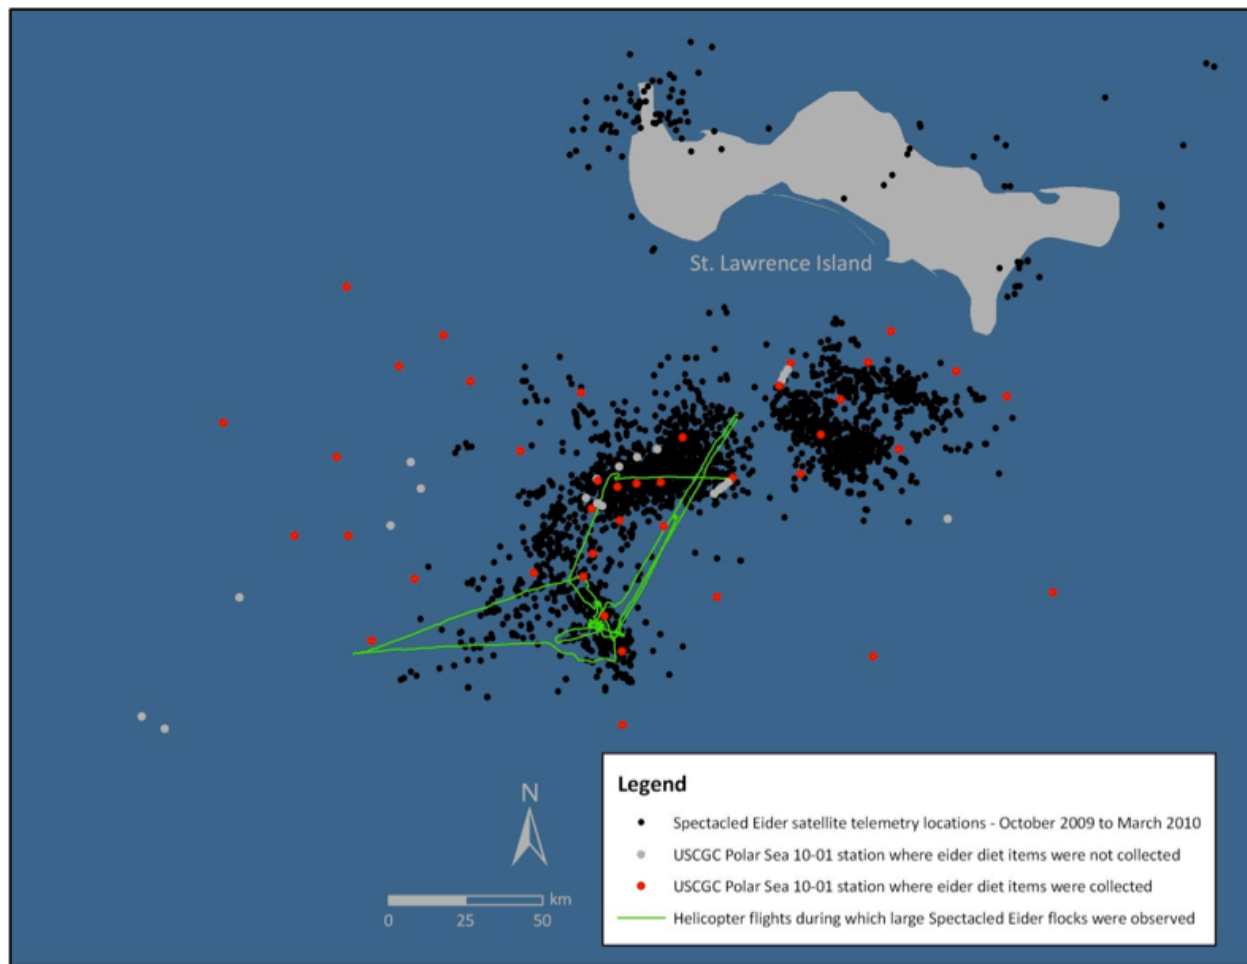 St. Lawrence Island
N
km
0 25 50
Legend
Spectacled Eider satellite telemetry locations - October 2009 to March 2010
USCGC Polar Sea 10-01 station where eider diet items were not collected
USCGC Polar Sea 10-01 station where eider diet items were collected
Helicopter flights during which large Spectacled Eider flocks were observed